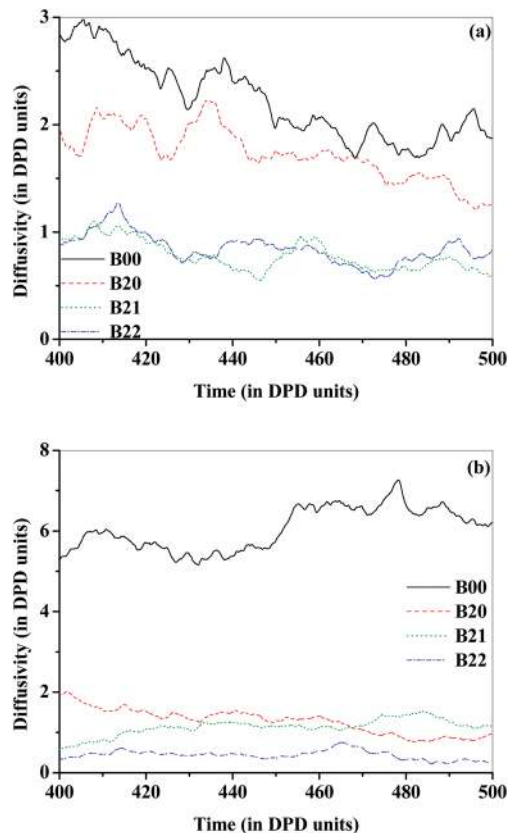 (a)
3
2
1
0
Diffusivity (in DPD units)
B00
B20
B21
B22
400 420 440 460 480 500
Time (in DPD units)
(b)
8
6
4
2
0
Diffusivity (in DPD units)
B00
B20
B21
B22
400 420 440 460 480 500
Time (in DPD units)